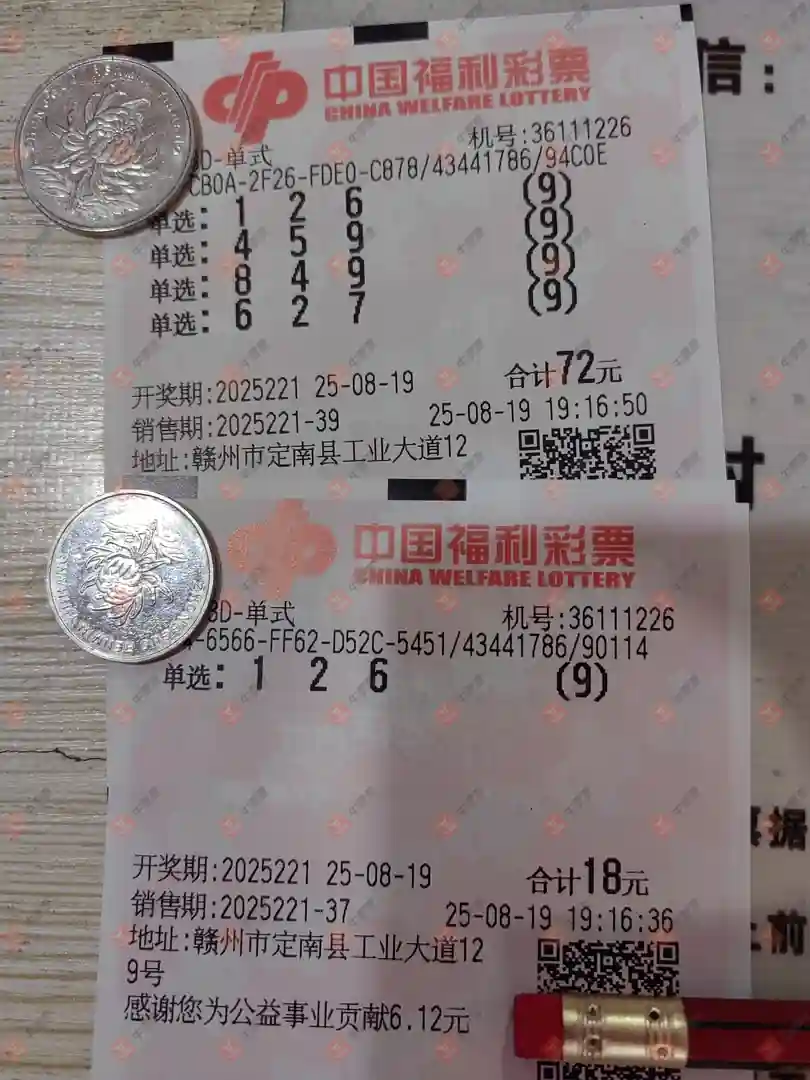 中国福利彩票
CHINA WELFARE LOTTERY
信：
机号:36111226
3D-单式
CB0A-2F26-FDE0-C878/43441786/94C0E
单选: 1 2 6 (9)
单选: 4 5 9 (9)
单选: 8 4 9 (9)
单选: 6 2 7 (9)
合计72元
开奖期:2025221 25-08-19
销售期:2025221-39 25-08-19 19:16:50
地址:赣州市定南县工业大道12
中国福利彩票
CHINA WELFARE LOTTERY
3D-单式 机号:36111226
-6566-FF62-D52C-5451/43441786/90114
单选: 1 2 6 (9)
开奖期:2025221 25-08-19 合计18元
销售期:2025221-37 25-08-19 19:16:36
地址:赣州市定南县工业大道12
9号
感谢您为公益事业贡献6.12元
据
前